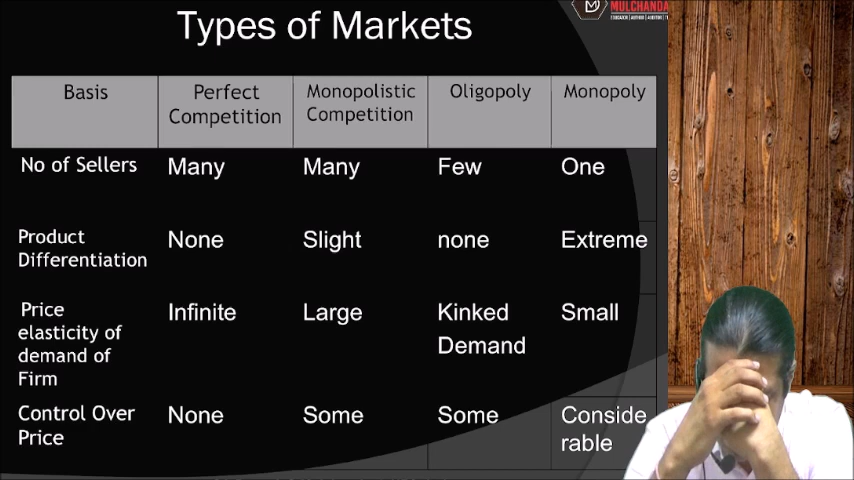 Types of Markets
MULCHANDA
Basis
Perfect
Competition
Monopolistic
Competition
Oligopoly
Monopoly
No of Sellers
Many
Many
Few
One
Product
Differentiation
None
Slight
none
Extreme
Price
elasticity of
demand of
Firm
Infinite
Large
Kinked
Demand
Small
Control Over
Price
None
Some
Some
Conside
rable